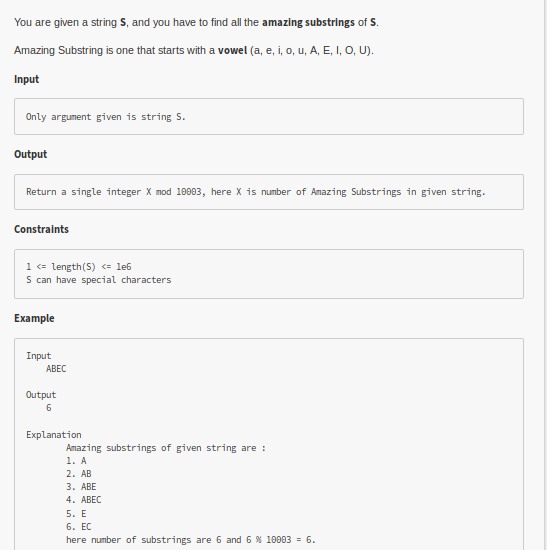 You are given a string S, and you have to find all the amazing substrings of S.
Amazing Substring is one that starts with a vowel (a, e, i, o, u, A, E, I, O, U).
Input
Only argument given is string S.
Output
Return a single integer X mod 10003, here X is number of Amazing Substrings in given string.
Constraints
1 <= length(S) <= 1e6
S can have special characters
Example
Input
ABEC
Output
6
Explanation
Amazing substrings of given string are :
1. A
2. AB
3. ABE
4. ABEC
5. E
6. EC
here number of substrings are 6 and 6 % 10003 = 6.